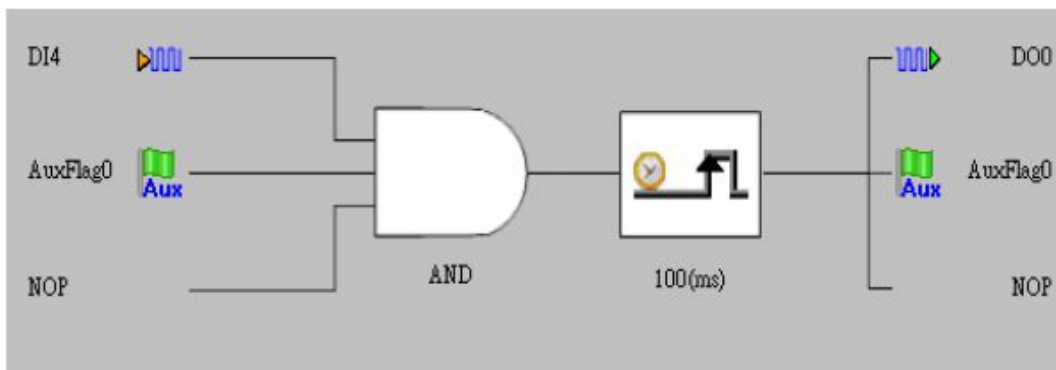 DI4
DO0
AuxFlag0
Aux
Aux
AuxFlag0
AND
100(ms)
NOP
NOP